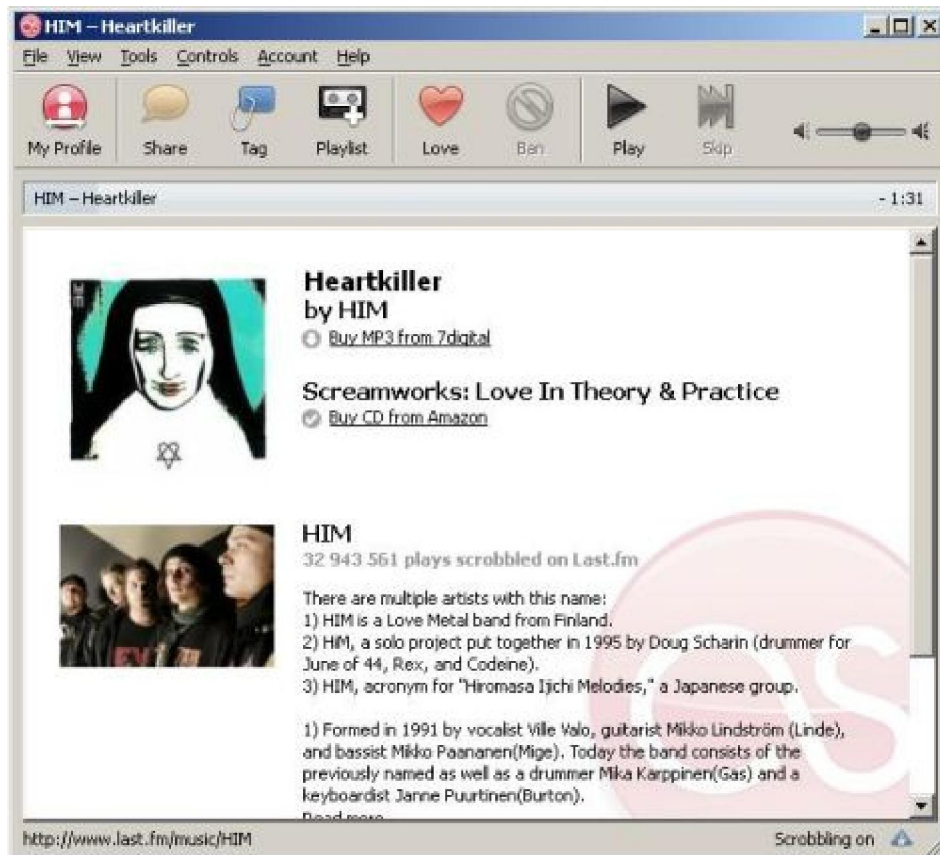 HIM – Heartkiller
File View Tools Controls Account Help
My Profile Share Tag Playlist Love Ban Play Skip
HIM – Heartkiller - 1:31
Heartkiller
by HIM
Buy MP3 from 7digital
Screamworks: Love In Theory & Practice
Buy CD from Amazon
HIM
32 943 561 plays scrobbled on Last.fm
There are multiple artists with this name:
1) HIM is a Love Metal band from Finland.
2) HiM, a solo project put together in 1995 by Doug Scharin (drummer for
June of 44, Rex, and Codeine).
3) HIM, acronym for "Hiromasa Ijichi Melodies," a Japanese group.
1) Formed in 1991 by vocalist Ville Valo, guitarist Mikko Lindström (Linde),
and bassist Mikko Paananen(Mige). Today the band consists of the
previously named as well as a drummer Mika Karppinen(Gas) and a
keyboardist Janne Puurtinen(Burton).
Read more
http://www.last.fm/music/HIM Scrobbling on